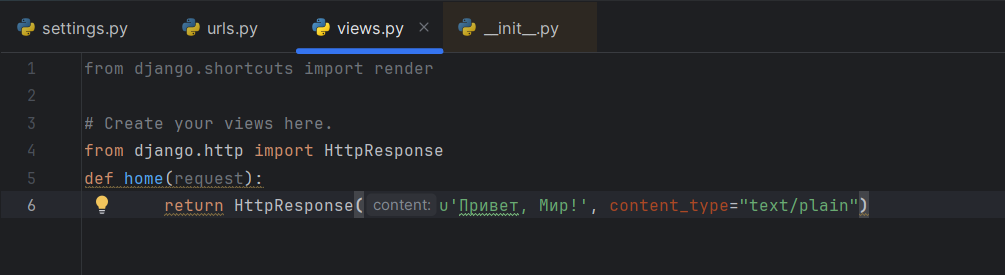 settings.py urls.py views.py × __init__.py
1 from django.shortcuts import render
2
3 # Create your views here.
4 from django.http import HttpResponse
5 def home(request):
6 return HttpResponse( content: u'Привет, Мир!', content_type="text/plain")